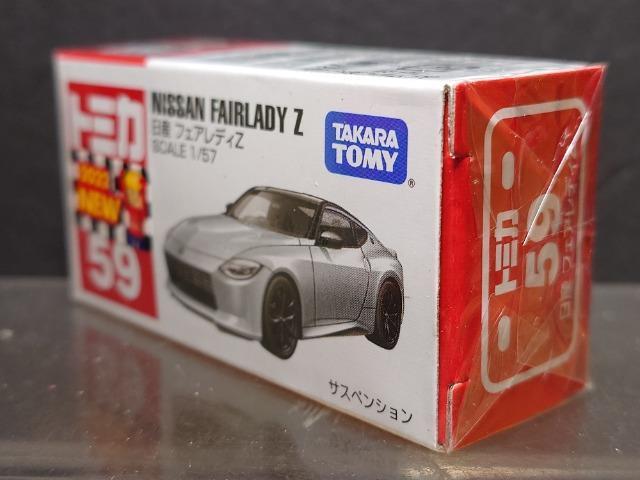 トミカ
2022
NEW
59
NISSAN FAIRLADY Z
日産 フェアレディZ
SCALE 1/57
TAKARA
TOMY
®
サスペンション
トミカ
59
日産 フェアレディ